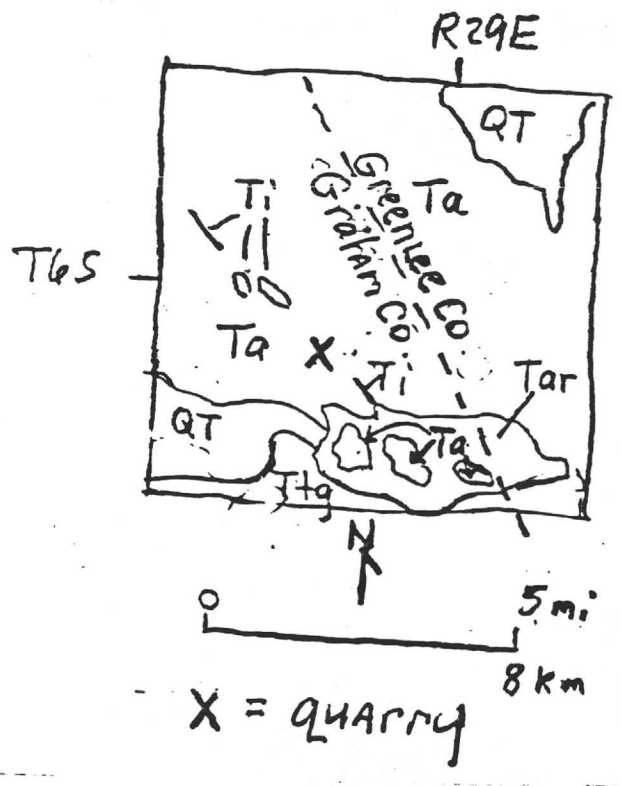 R29E
QT
Ti
Ta
Greenlee Co
Graham Co
T6S
Ta
X
Ti
Tar
QT
Ta
Ttg
N
0
5 mi
8 km
X = quarry